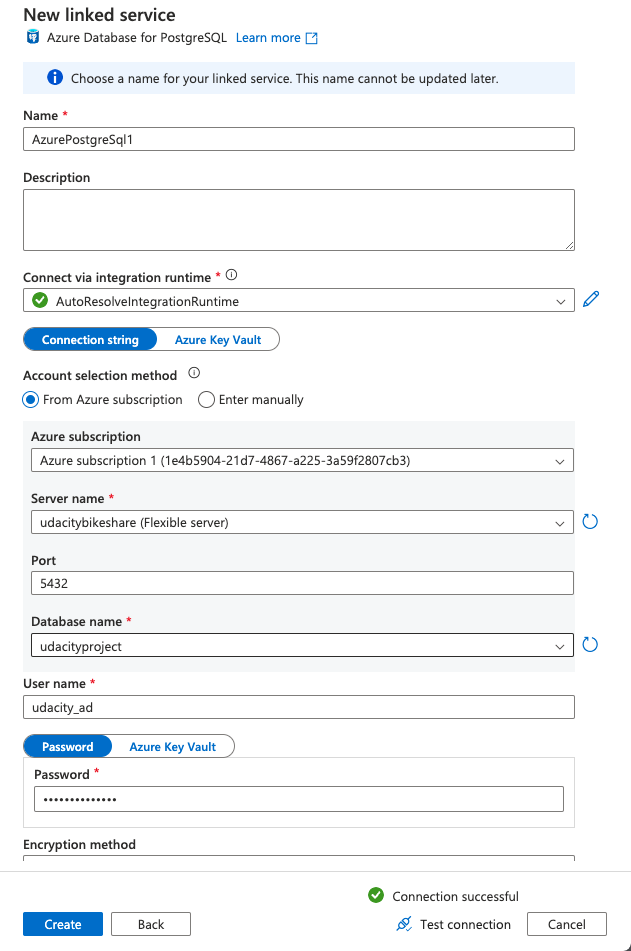 New linked service
Azure Database for PostgreSQL Learn more
Choose a name for your linked service. This name cannot be updated later.
Name *
AzurePostgreSql1
Description
Connect via integration runtime *
AutoResolveIntegrationRuntime
Connection string Azure Key Vault
Account selection method
From Azure subscription Enter manually
Azure subscription
Azure subscription 1 (1e4b5904-21d7-4867-a225-3a59f2807cb3)
Server name *
udacitybikeshare (Flexible server)
Port
5432
Database name *
udacityproject
User name *
udacity_ad
Password Azure Key Vault
Password *
••••••••••••••
Encryption method
Connection successful
Create Back Test connection Cancel